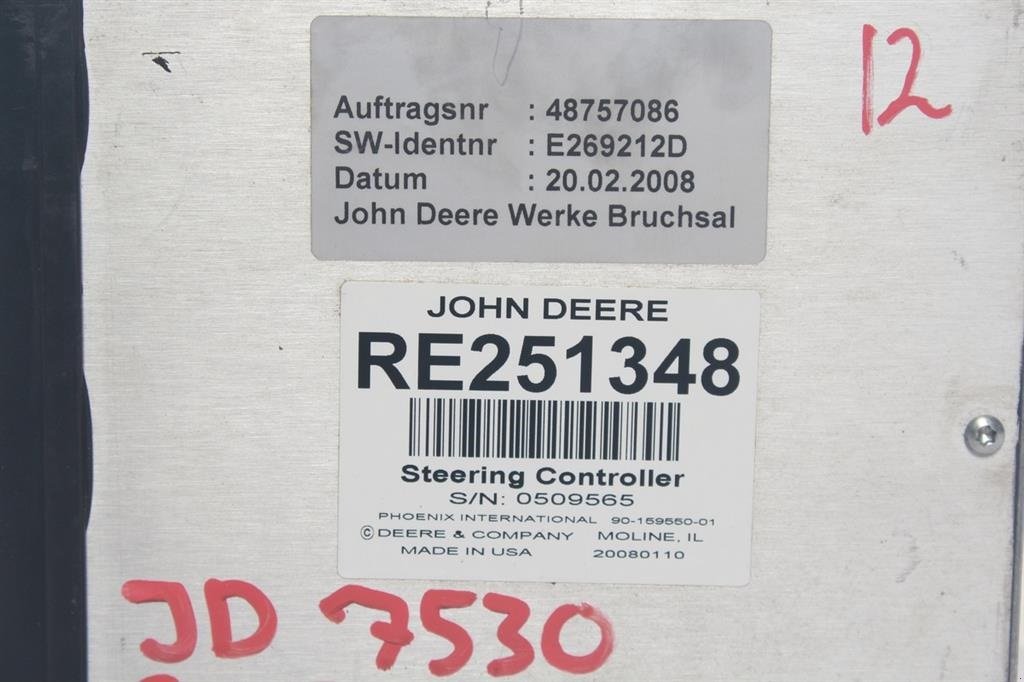 12
Auftragsnr : 48757086
SW-Identnr : E269212D
Datum : 20.02.2008
John Deere Werke Bruchsal
JOHN DEERE
RE251348
Steering Controller
S/N: 0509565
PHOENIX INTERNATIONAL 90-159550-01
©DEERE & COMPANY MOLINE, IL
MADE IN USA 20080110
JD 7530